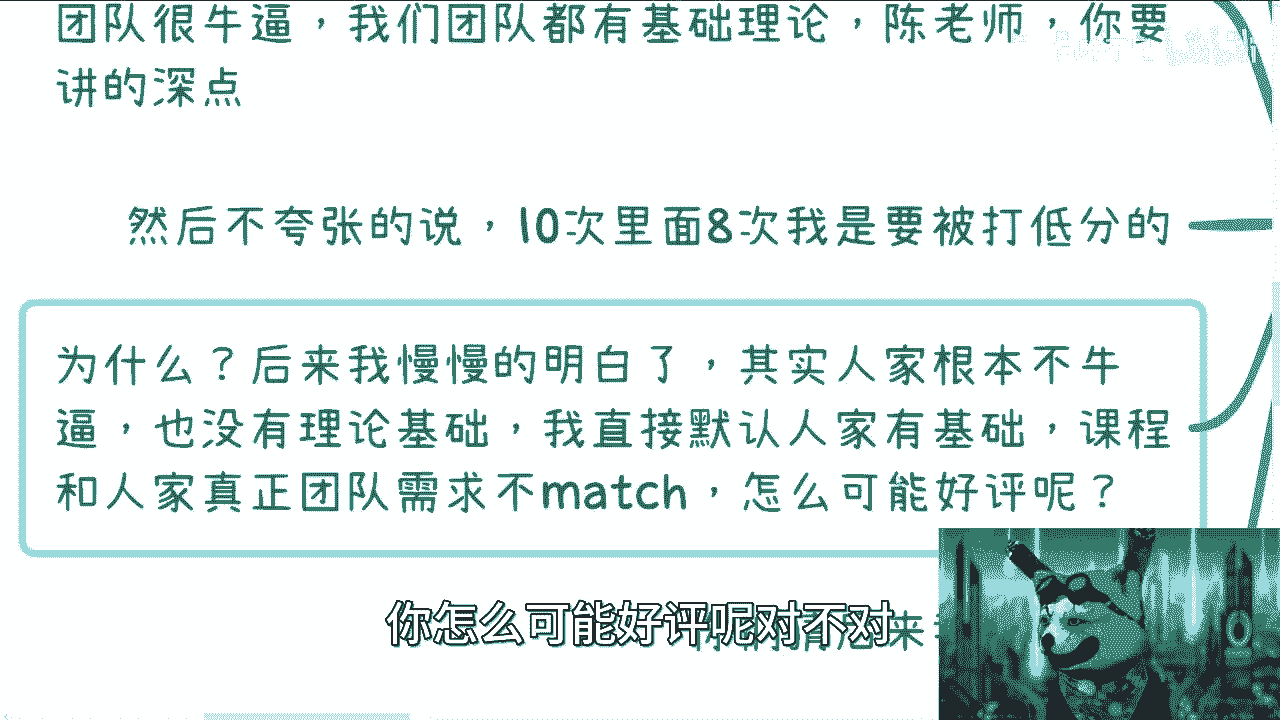 团队很牛逼，我们团队都有基础理论，陈老师，你要
讲的深点
然后不夸张的说，10次里面8次我是要被打低分的
为什么？后来我慢慢的明白了，其实人家根本不牛
逼，也没有理论基础，我直接默认人家有基础，课程
和人家真正团队需求不match，怎么可能好评呢？
你怎么可能好评呢对不对
来